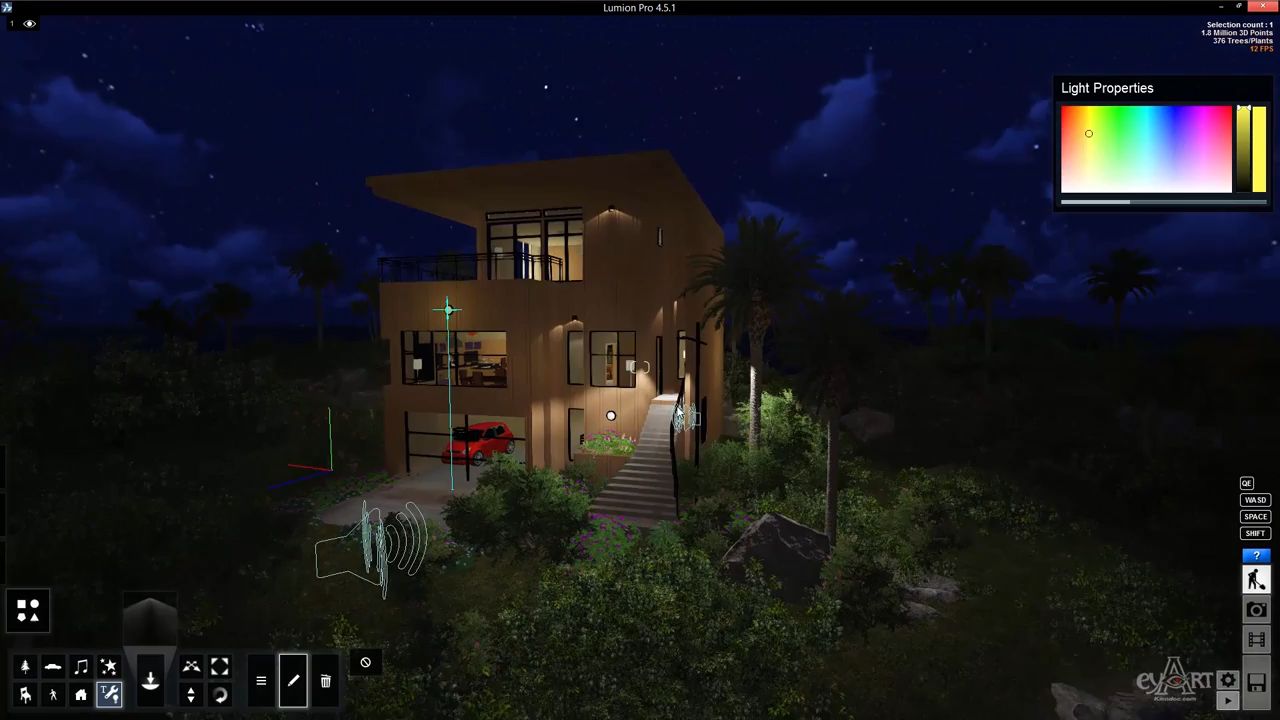 Lumion Pro 4.5.1
1
Selection count : 1
1.8 Million 3D Points
376 Trees/Plants
12 FPS
Light Properties
QE
WASD
SPACE
SHIFT
?
T